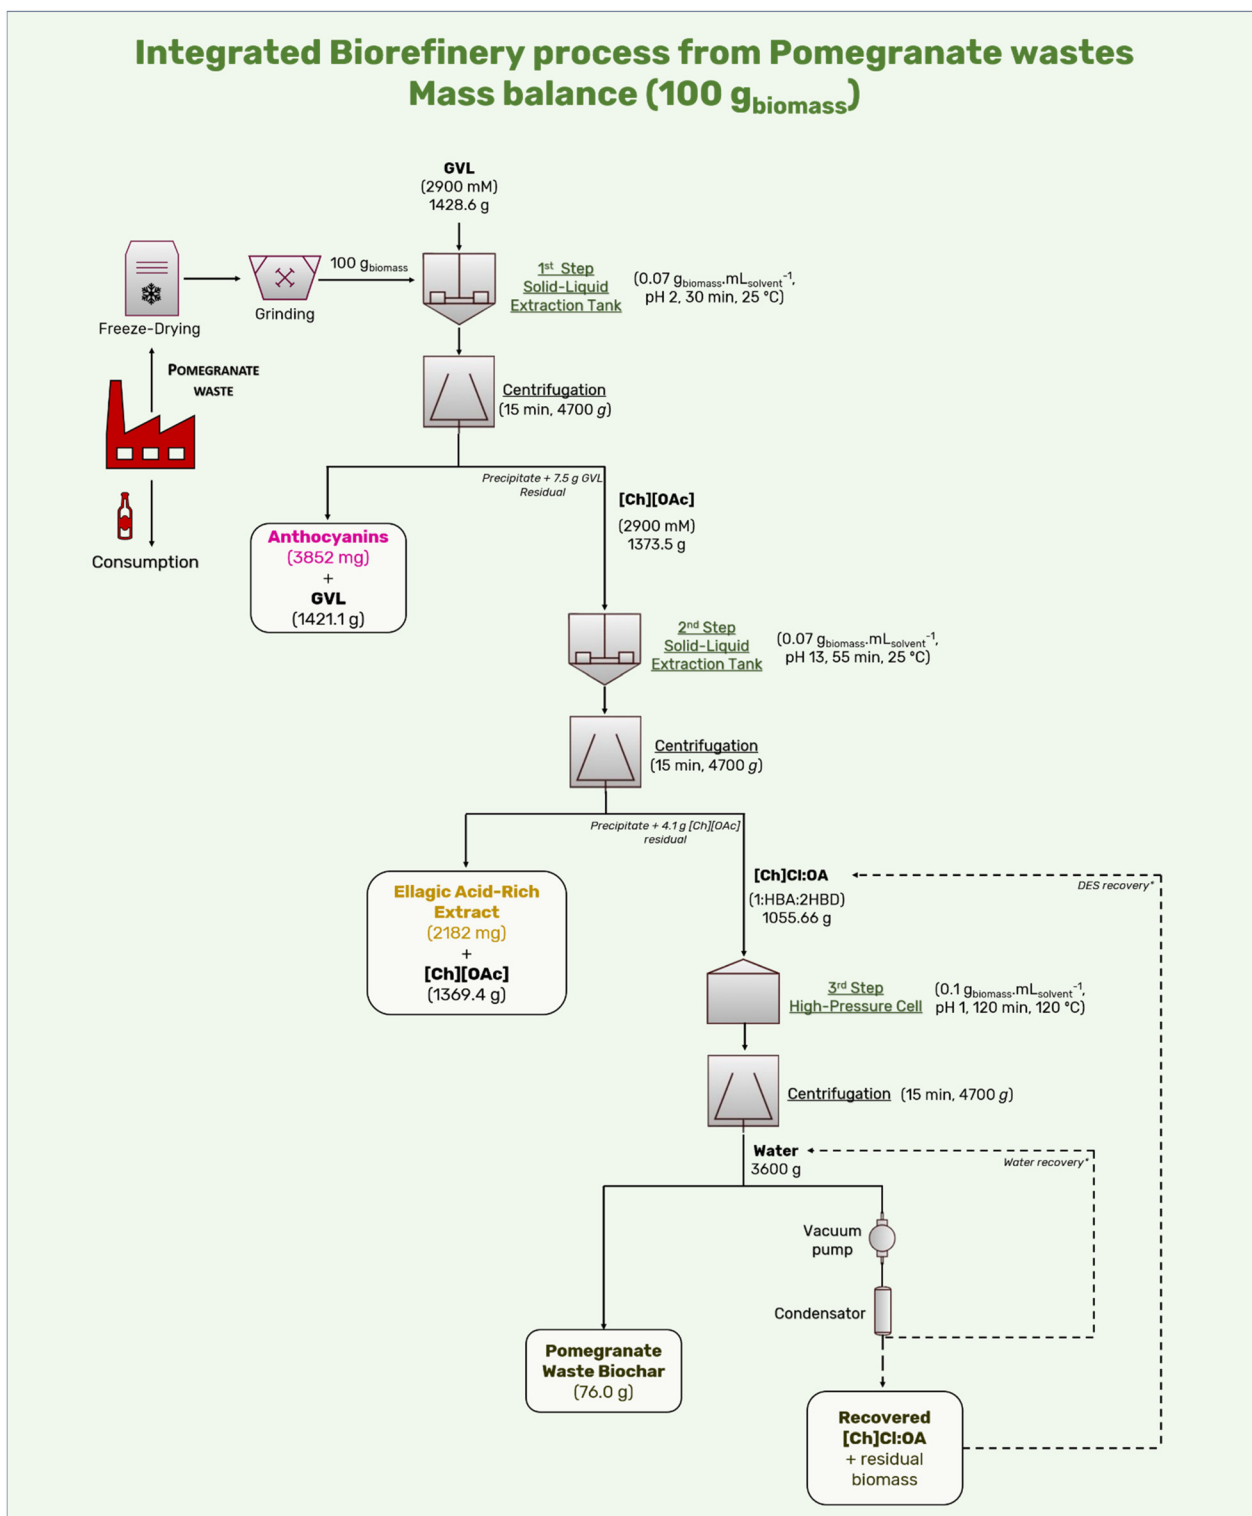 Integrated Biorefinery process from Pomegranate wastes
Mass balance (100 gbiomass)
GVL
(2900 mM)
1428.6 g
100 gbiomass
1st Step
Solid-Liquid
Extraction Tank
(0.07 gbiomass.mLsolvent-1,
pH 2, 30 min, 25 ºC)
Freeze-Drying
Grinding
POMEGRANATE
WASTE
Centrifugation
(15 min, 4700 g)
Precipitate + 7.5 g GVL
Residual
[Ch][OAc]
(2900 mM)
1373.5 g
Consumption
Anthocyanins
(3852 mg)
+
GVL
(1421.1 g)
2nd Step
Solid-Liquid
Extraction Tank
(0.07 gbiomass.mLsolvent-1,
pH 13, 55 min, 25 ºC)
Centrifugation
(15 min, 4700 g)
Precipitate + 4.1 g [Ch][OAc]
residual
Ellagic Acid-Rich
Extract
(2182 mg)
+
[Ch][OAc]
(1369.4 g)
[Ch]Cl:OA
(1:HBA:2HBD)
1055.66 g
DES recovery*
3rd Step
High-Pressure Cell
(0.1 gbiomass.mLsolvent-1,
pH 1, 120 min, 120 ºC)
Centrifugation (15 min, 4700 g)
Water
3600 g
Water recovery*
Vacuum
pump
Condensator
Pomegranate
Waste Biochar
(76.0 g)
Recovered
[Ch]Cl:OA
+ residual
biomass